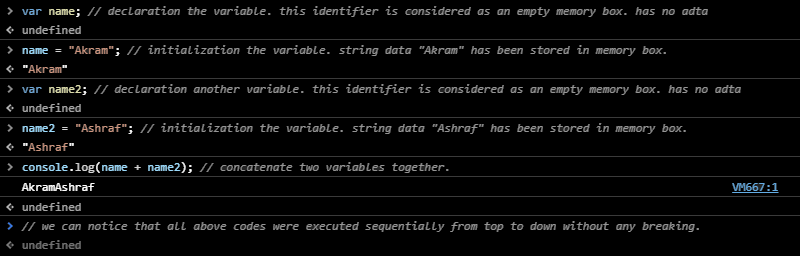 > var name; // declaration the variable. this identifier is considered as an empty memory box. has no adta
<· undefined
> name = "Akram"; // initialization the variable. string data "Akram" has been stored in memory box.
<· "Akram"
> var name2; // declaration another variable. this identifier is considered as an empty memory box. has no adta
<· undefined
> name2 = "Ashraf"; // initialization the variable. string data "Ashraf" has been stored in memory box.
<· "Ashraf"
> console.log(name + name2); // concatenate two variables together.
AkramAshraf VM667:1
<· undefined
> // we can notice that all above codes were executed sequentially from top to down without any breaking.
<· undefined